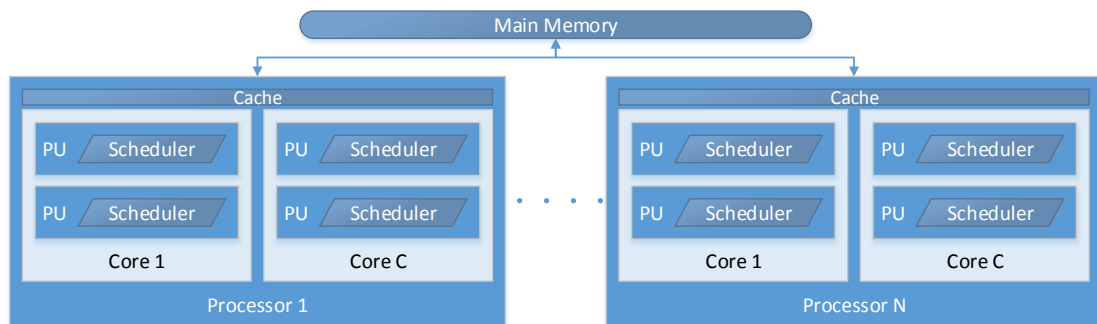 Main Memory
Cache
PU Scheduler
PU Scheduler
Core 1
PU Scheduler
PU Scheduler
Core C
Processor 1
. . . .
Cache
PU Scheduler
PU Scheduler
Core 1
PU Scheduler
PU Scheduler
Core C
Processor N